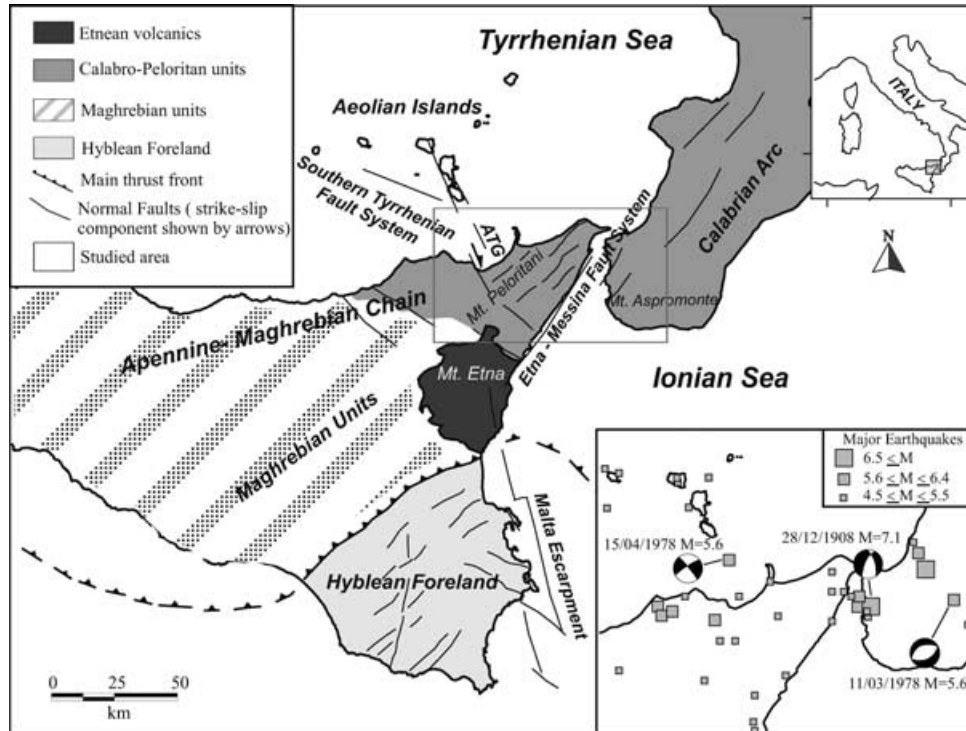 Etnean volcanics
Calabro-Peloritan units
Maghrebian units
Hyblean Foreland
Main thrust front
Normal Faults ( strike-slip
component shown by arrows)
Studied area
Tyrrhenian Sea
Aeolian Islands
Southern Tyrrhenian
Fault System
ATG
Mt. Peloritani
Etna - Messina Fault System
Calabrian Arc
Mt. Aspromonte
ITALY
N
Apennine- Maghrebian Chain
Mt. Etna
Ionian Sea
Maghrebian Units
Hyblean Foreland
Malta Escarpment
0 25 50
km
Major Earthquakes
6.5 ≤ M
5.6 ≤ M ≤ 6.4
4.5 ≤ M ≤ 5.5
15/04/1978 M=5.6
28/12/1908 M=7.1
11/03/1978 M=5.6